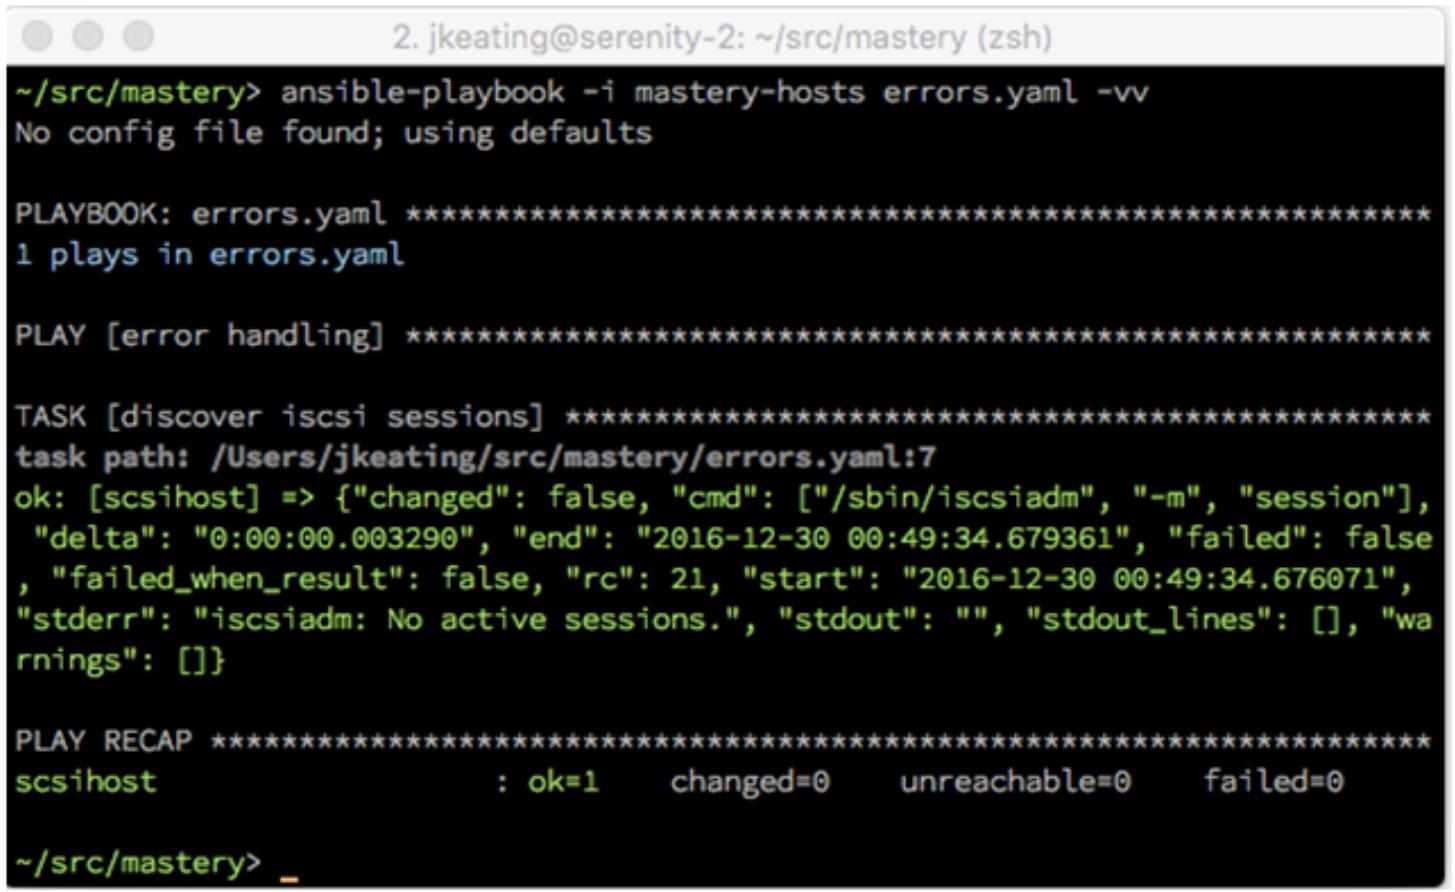 2. jkeating@serenity-2: ~/src/mastery (zsh)
~/src/mastery> ansible-playbook -i mastery-hosts errors.yaml -vv
No config file found; using defaults
PLAYBOOK: errors.yaml **********************************************************
1 plays in errors.yaml
PLAY [error handling] **********************************************************
TASK [discover iscsi sessions] *************************************************
task path: /Users/jkeating/src/mastery/errors.yaml:7
ok: [scsihost] => {"changed": false, "cmd": ["/sbin/iscsiadm", "-m", "session"],
"delta": "0:00:00.003290", "end": "2016-12-30 00:49:34.679361", "failed": false
, "failed_when_result": false, "rc": 21, "start": "2016-12-30 00:49:34.676071",
"stderr": "iscsiadm: No active sessions.", "stdout": "", "stdout_lines": [], "wa
rnings": []}
PLAY RECAP *********************************************************************
scsihost : ok=1 changed=0 unreachable=0 failed=0
~/src/mastery> _